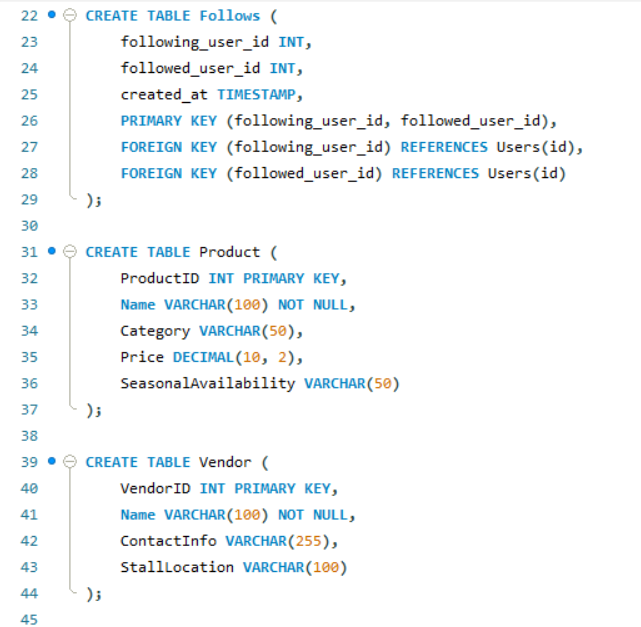 22 CREATE TABLE Follows (
23 following_user_id INT,
24 followed_user_id INT,
25 created_at TIMESTAMP,
26 PRIMARY KEY (following_user_id, followed_user_id),
27 FOREIGN KEY (following_user_id) REFERENCES Users(id),
28 FOREIGN KEY (followed_user_id) REFERENCES Users(id)
29 );
30
31 CREATE TABLE Product (
32 ProductID INT PRIMARY KEY,
33 Name VARCHAR(100) NOT NULL,
34 Category VARCHAR(50),
35 Price DECIMAL(10, 2),
36 SeasonalAvailability VARCHAR(50)
37 );
38
39 CREATE TABLE Vendor (
40 VendorID INT PRIMARY KEY,
41 Name VARCHAR(100) NOT NULL,
42 ContactInfo VARCHAR(255),
43 StallLocation VARCHAR(100)
44 );
45